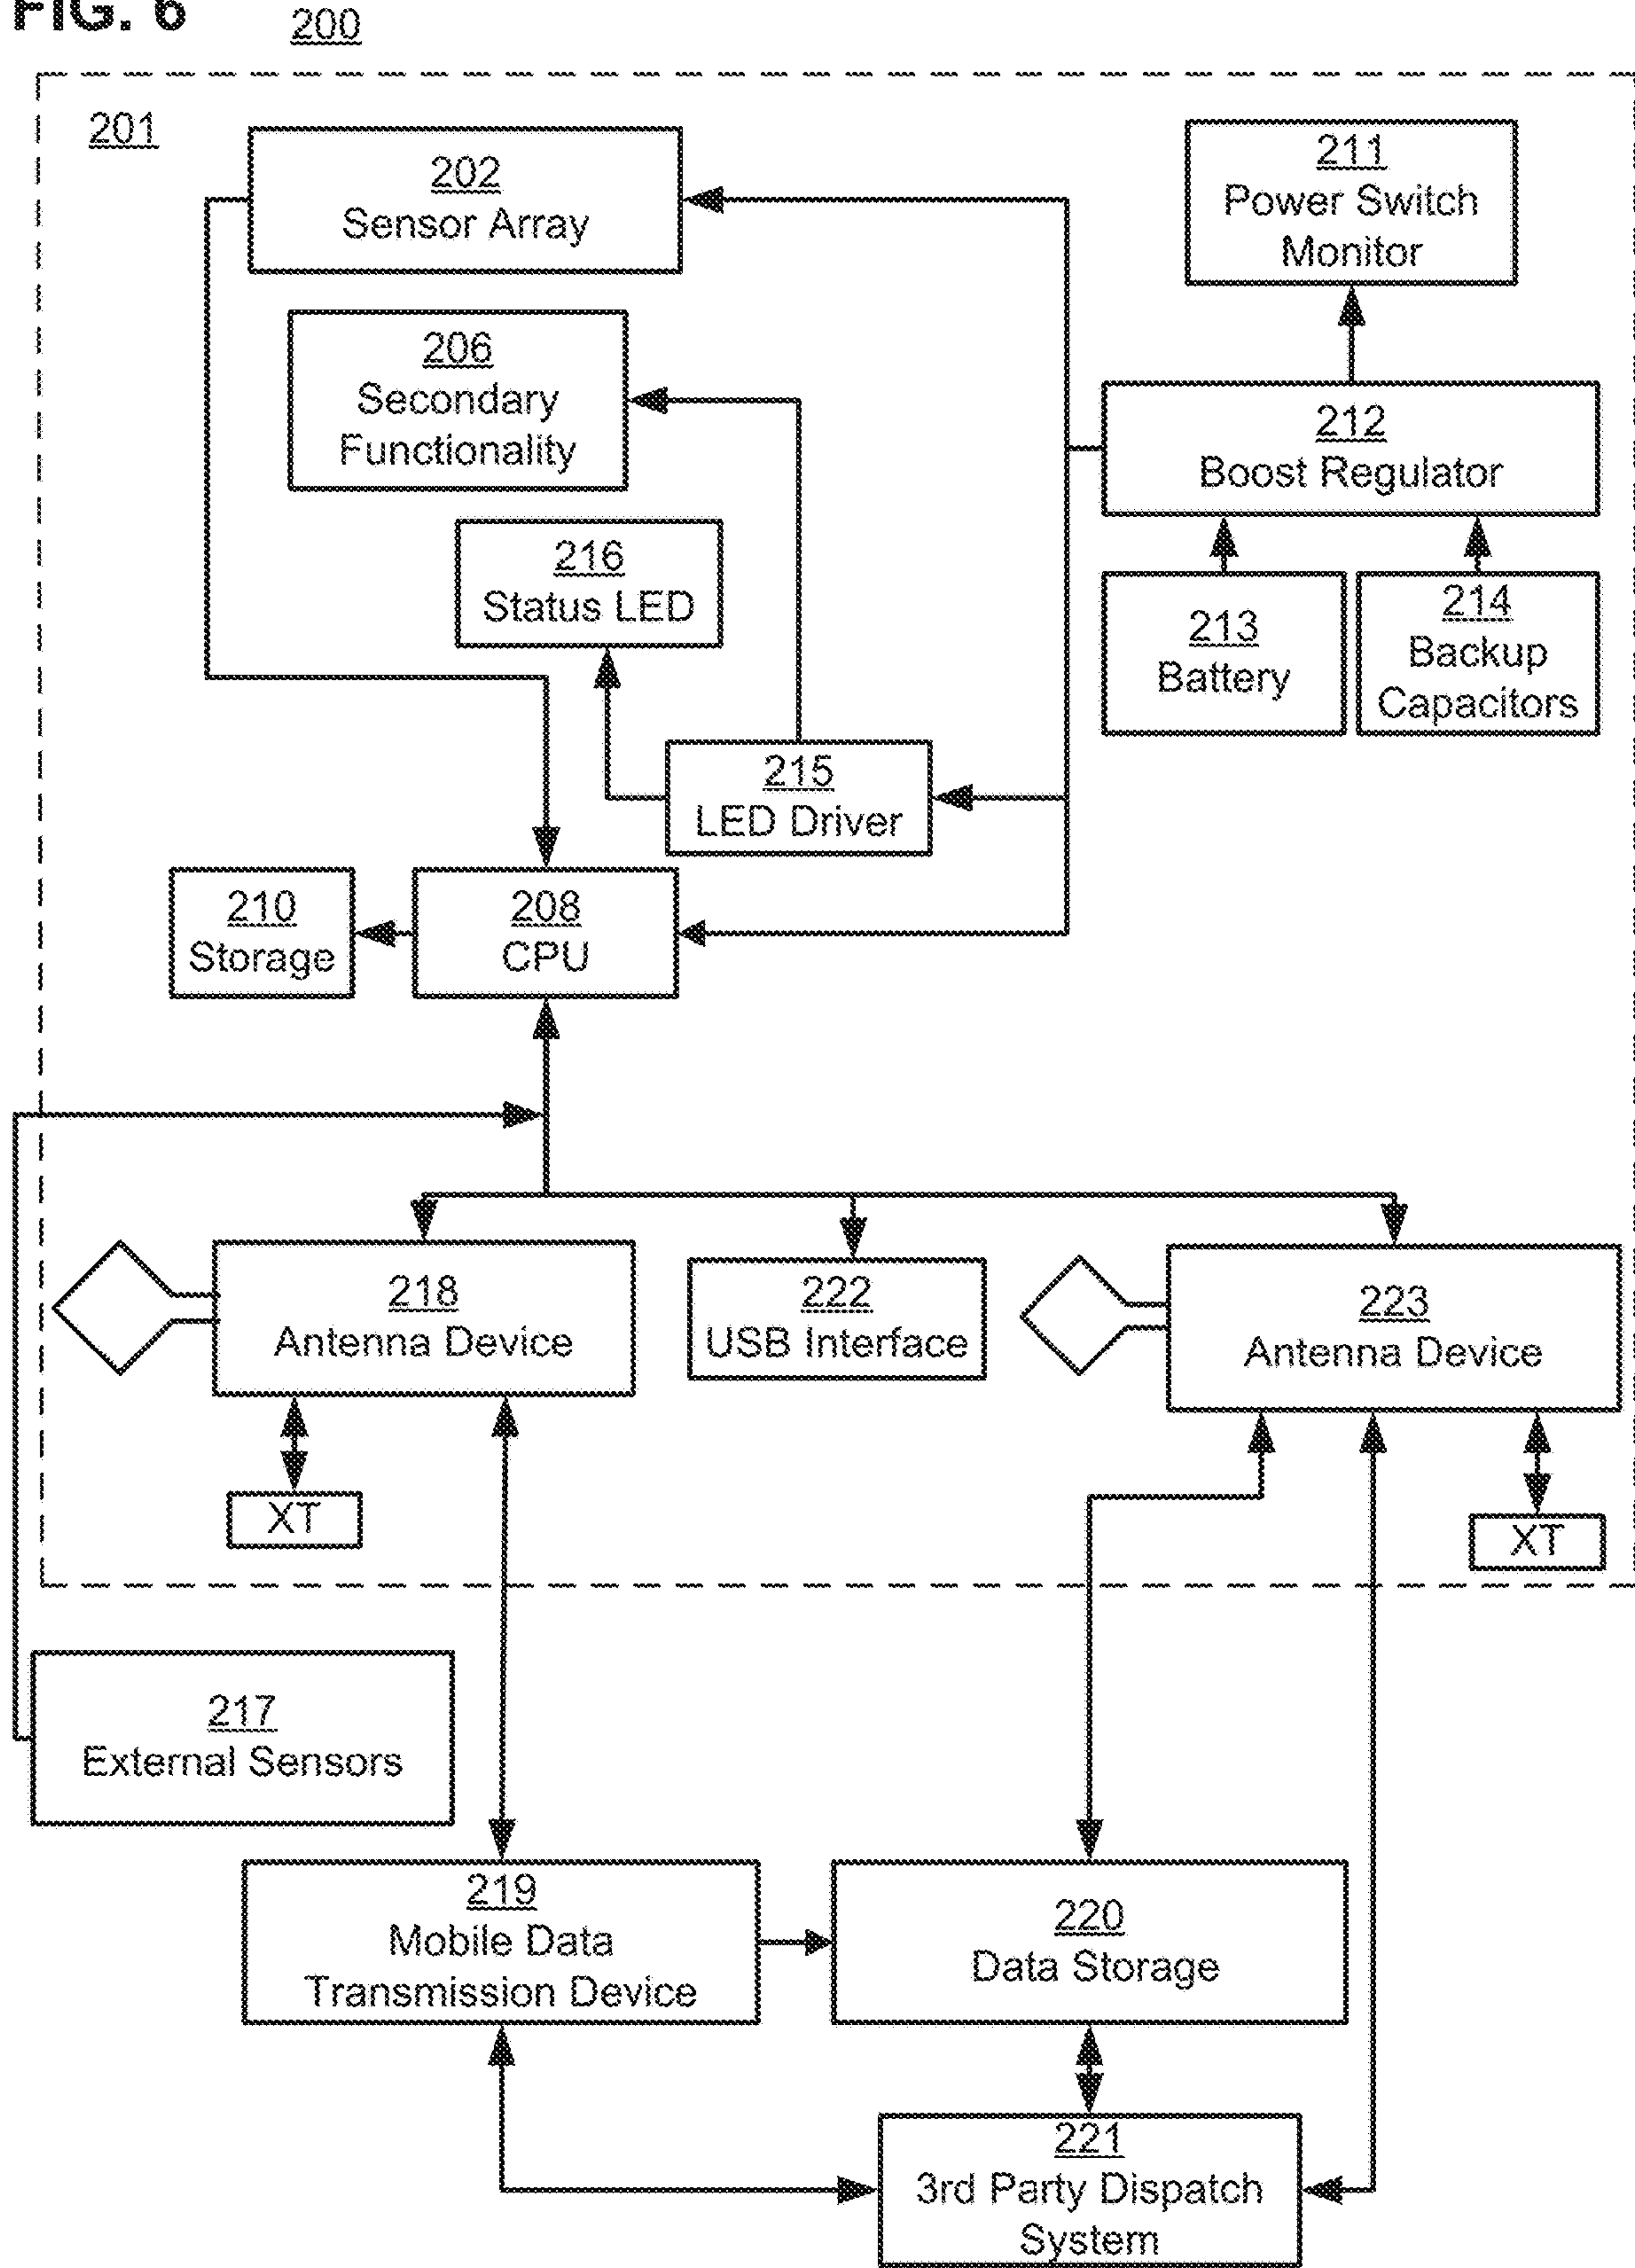 FIG. 6
200
201
202
Sensor Array
211
Power Switch
Monitor
206
Secondary
Functionality
212
Boost Regulator
216
Status LED
213
Battery
214
Backup
Capacitors
215
LED Driver
210
Storage
208
CPU
218
Antenna Device
222
USB Interface
223
Antenna Device
XT
XT
217
External Sensors
219
Mobile Data
Transmission Device
220
Data Storage
221
3rd Party Dispatch
System